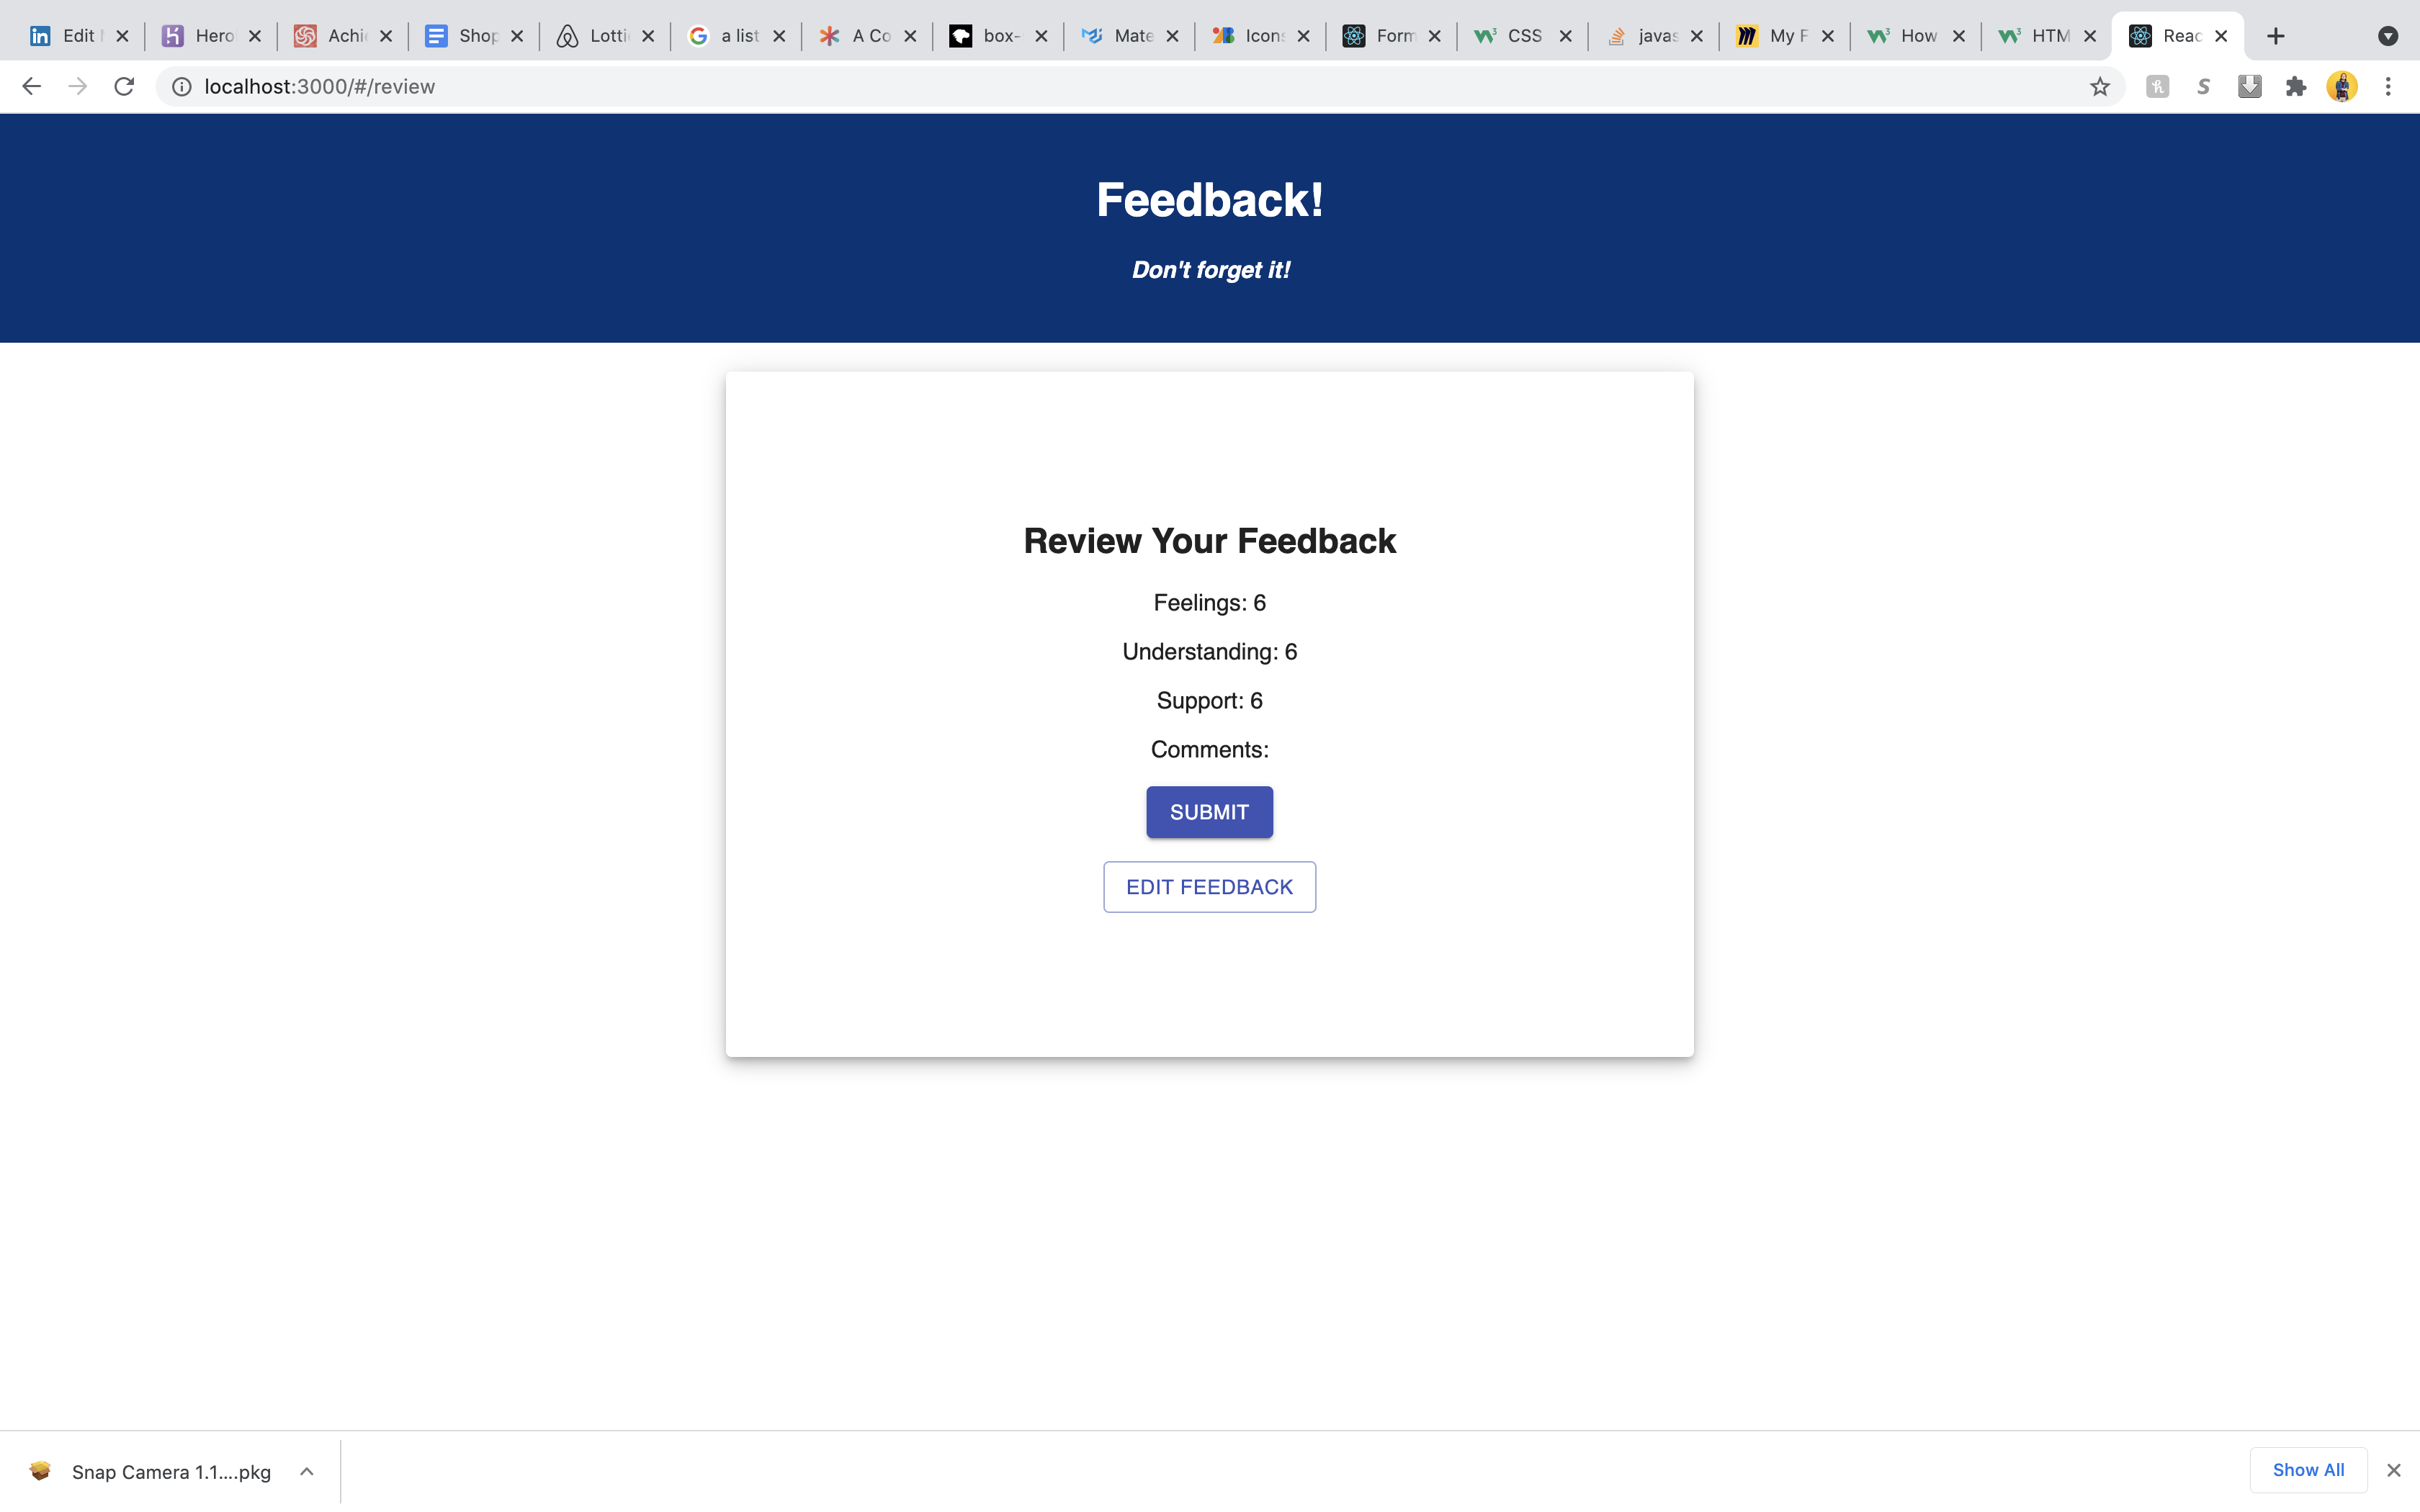 Edit Hero Achi Shop Lotti a list A Co box- Mate Icon Form CSS javas My F How HTM Reac
localhost:3000/#/review
Feedback!
Don't forget it!
Review Your Feedback
Feelings: 6
Understanding: 6
Support: 6
Comments:
SUBMIT
EDIT FEEDBACK
Snap Camera 1.1....pkg
Show All